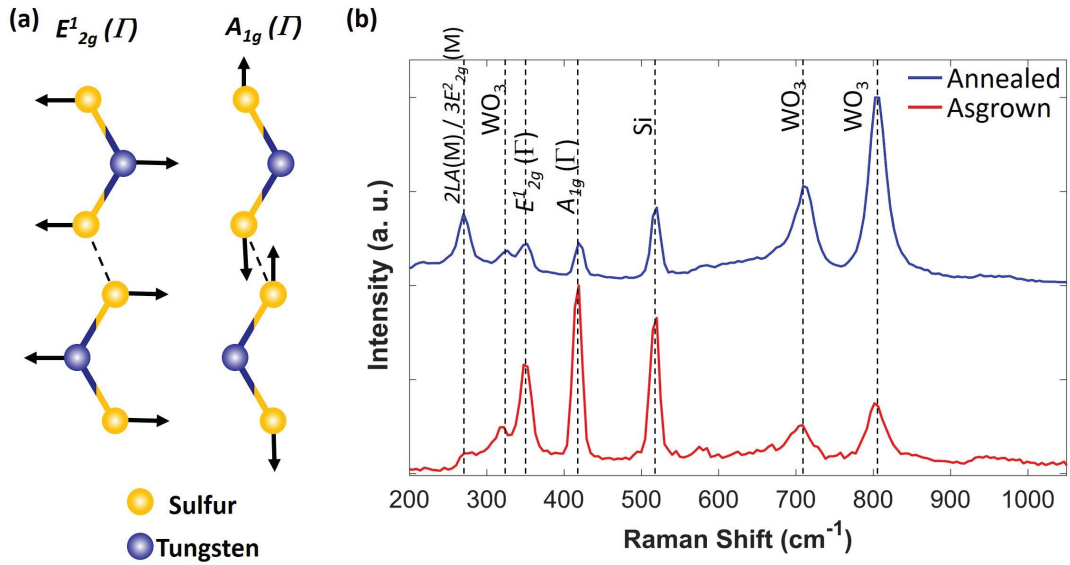 (a)
E¹₂g (Γ)
A₁g (Γ)
Sulfur
Tungsten
(b)
2LA(M) / 3E²₂g (M)
WO₃
E¹₂g (Γ)
A₁g (Γ)
Si
WO₃
WO₃
Annealed
Asgrown
Intensity (a. u.)
200 300 400 500 600 700 800 900 1000
Raman Shift (cm⁻¹)